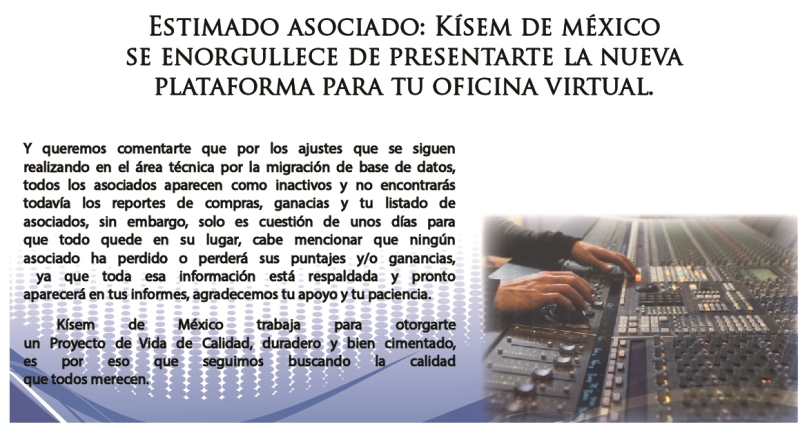 ESTIMADO ASOCIADO: KÍSEM DE MÉXICO
SE ENORGULLECE DE PRESENTARTE LA NUEVA
PLATAFORMA PARA TU OFICINA VIRTUAL.
Y queremos comentarte que por los ajustes que se siguen
realizando en el área técnica por la migración de base de datos,
todos los asociados aparecen como inactivos y no encontrarás
todavía los reportes de compras, ganacias y tu listado de
asociados, sin embargo, solo es cuestión de unos días para
que todo quede en su lugar, cabe mencionar que ningún
asociado ha perdido o perderá sus puntajes y/o ganancias,
ya que toda esa información está respaldada y pronto
aparecerá en tus informes, agradecemos tu apoyo y tu paciencia.
Kísem de México trabaja para otorgarte
un Proyecto de Vida de Calidad, duradero y bien cimentado,
es por eso que seguimos buscando la calidad
que todos merecen.